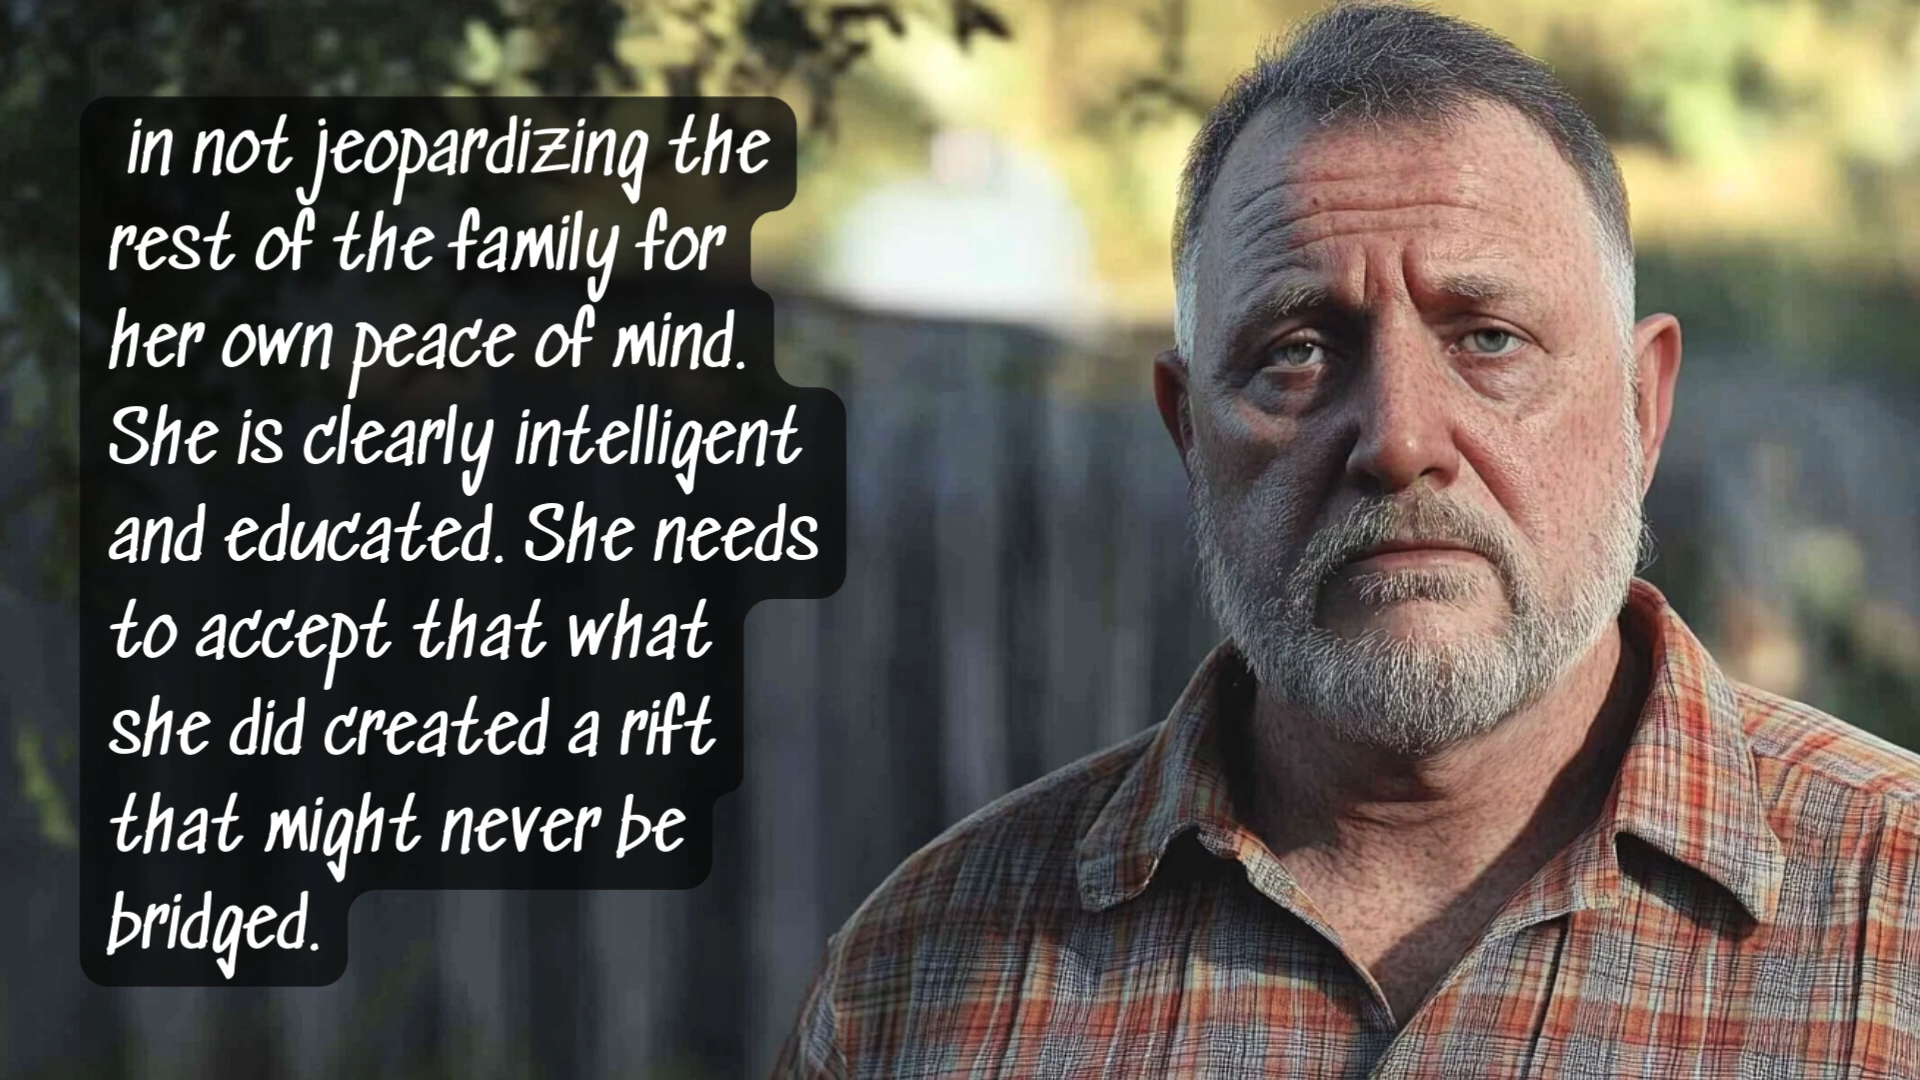 in not jeopardizing the
rest of the family for
her own peace of mind.
She is clearly intelligent
and educated. She needs
to accept that what
she did created a rift
that might never be
bridged.